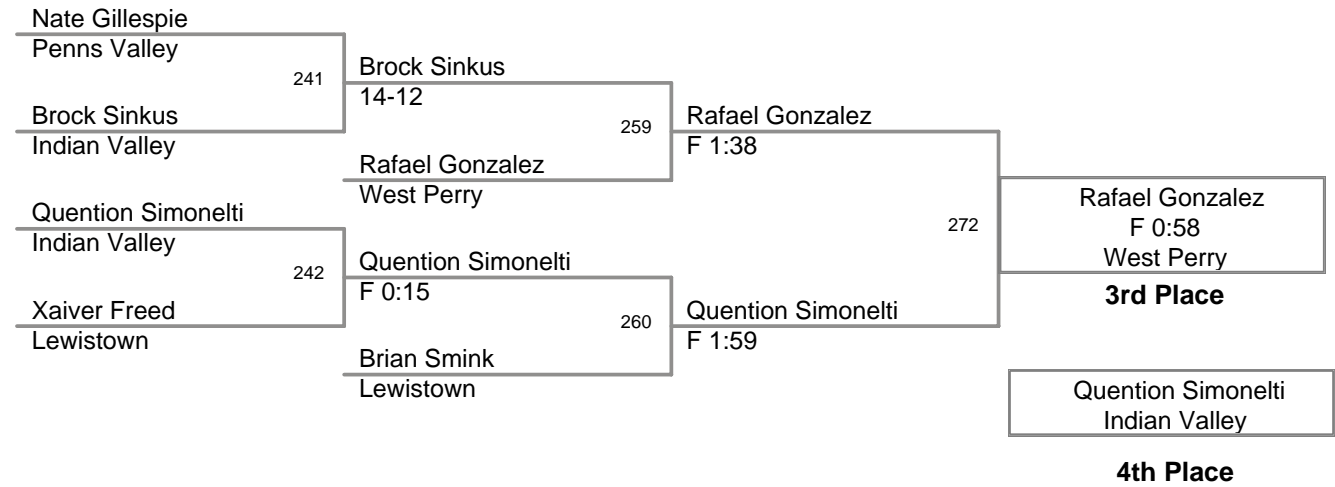 Nate Gillespie
Penns Valley
241
Brock Sinkus
14-12
Brock Sinkus
Indian Valley
259
Rafael Gonzalez
F 1:38
Rafael Gonzalez
West Perry
Quention Simonelti
Indian Valley
242
Quention Simonelti
F 0:15
Xaiver Freed
Lewistown
260
Quention Simonelti
F 1:59
Brian Smink
Lewistown
272
Rafael Gonzalez
F 0:58
West Perry
3rd Place
Quention Simonelti
Indian Valley
4th Place